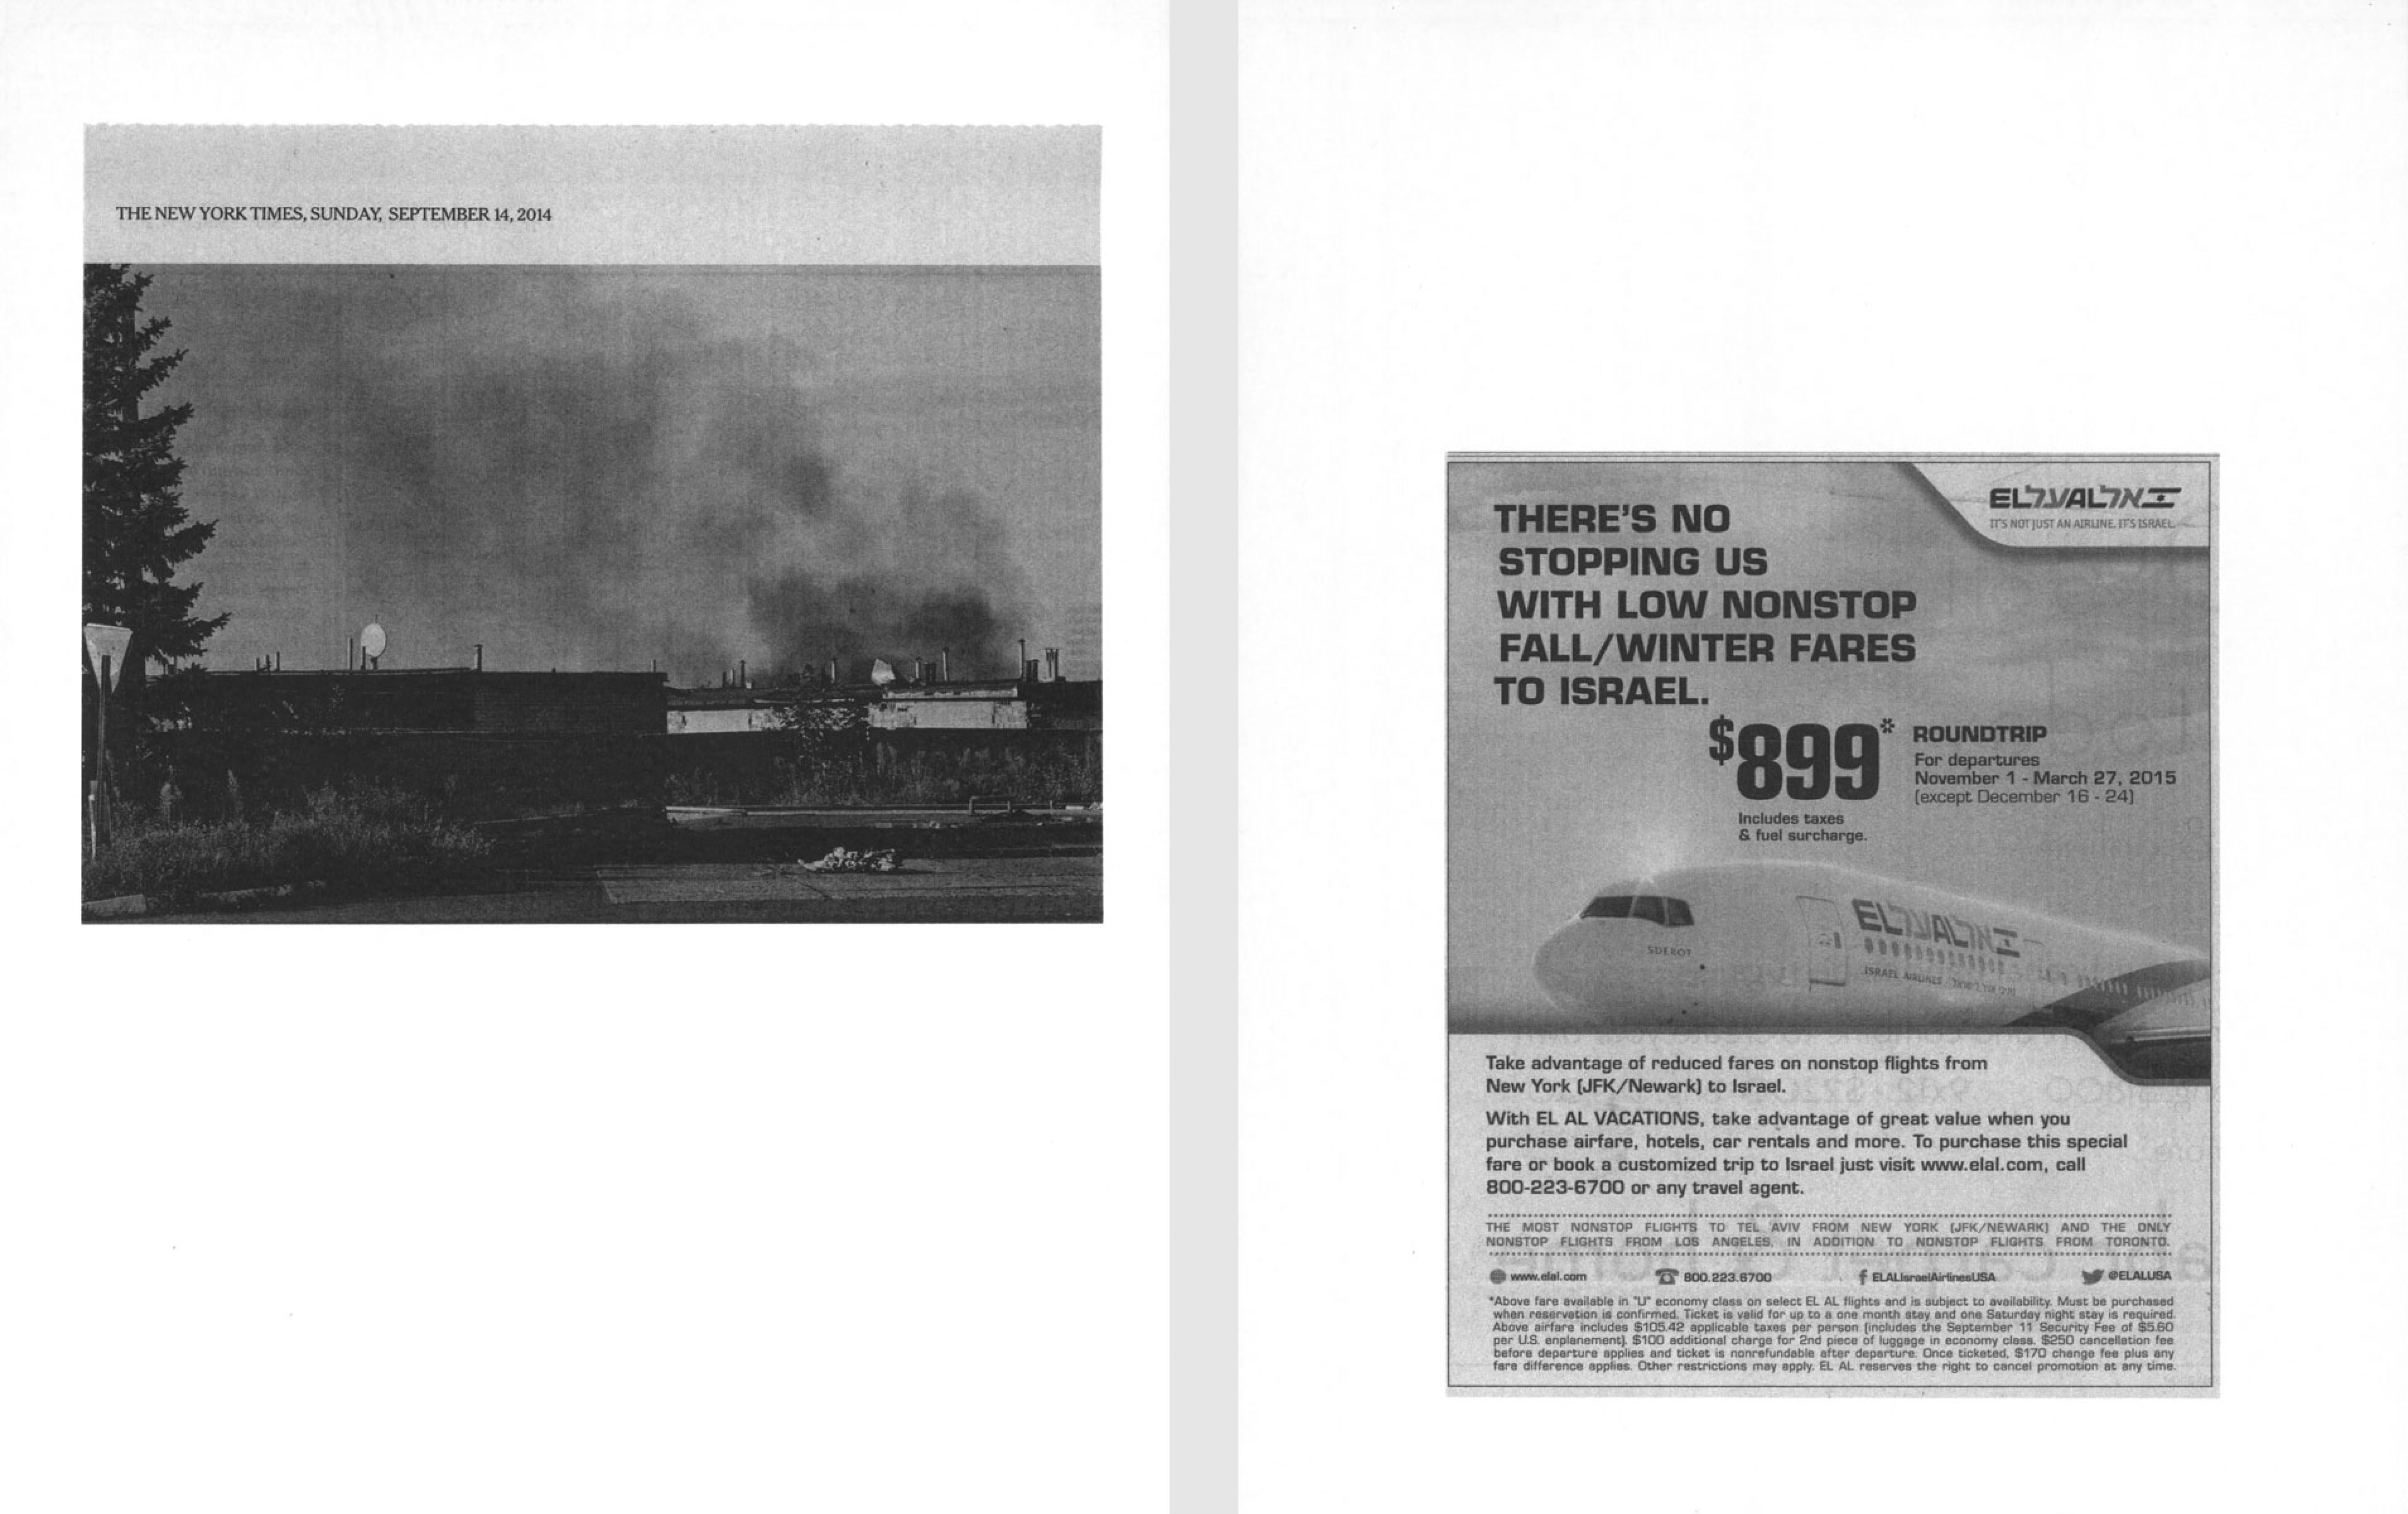 THE NEW YORK TIMES, SUNDAY, SEPTEMBER 14, 2014
ELעלALאל
IT'S NOT JUST AN AIRLINE. IT'S ISRAEL.
THERE'S NO
STOPPING US
WITH LOW NONSTOP
FALL/WINTER FARES
TO ISRAEL.
$899*
ROUNDTRIP
For departures
November 1 - March 27, 2015
(except December 16 - 24)
Includes taxes
& fuel surcharge.
SDEROT
ELעלALאל
ISRAEL AIRLINES
Take advantage of reduced fares on nonstop flights from
New York (JFK/Newark) to Israel.
With EL AL VACATIONS, take advantage of great value when you
purchase airfare, hotels, car rentals and more. To purchase this special
fare or book a customized trip to Israel just visit www.elal.com, call
800-223-6700 or any travel agent.
THE MOST NONSTOP FLIGHTS TO TEL AVIV FROM NEW YORK (JFK/NEWARK) AND THE ONLY
NONSTOP FLIGHTS FROM LOS ANGELES, IN ADDITION TO NONSTOP FLIGHTS FROM TORONTO.
www.elal.com 800.223.6700 ELALIsraelAirlinesUSA @ELALUSA
*Above fare available in "U" economy class on select EL AL flights and is subject to availability. Must be purchased
when reservation is confirmed. Ticket is valid for up to a one month stay and one Saturday night stay is required.
Above airfare includes $105.42 applicable taxes per person (includes the September 11 Security Fee of $5.60
per U.S. enplanement). $100 additional charge for 2nd piece of luggage in economy class. $250 cancellation fee
before departure applies and ticket is nonrefundable after departure. Once ticketed, $170 change fee plus any
fare difference applies. Other restrictions may apply. EL AL reserves the right to cancel promotion at any time.